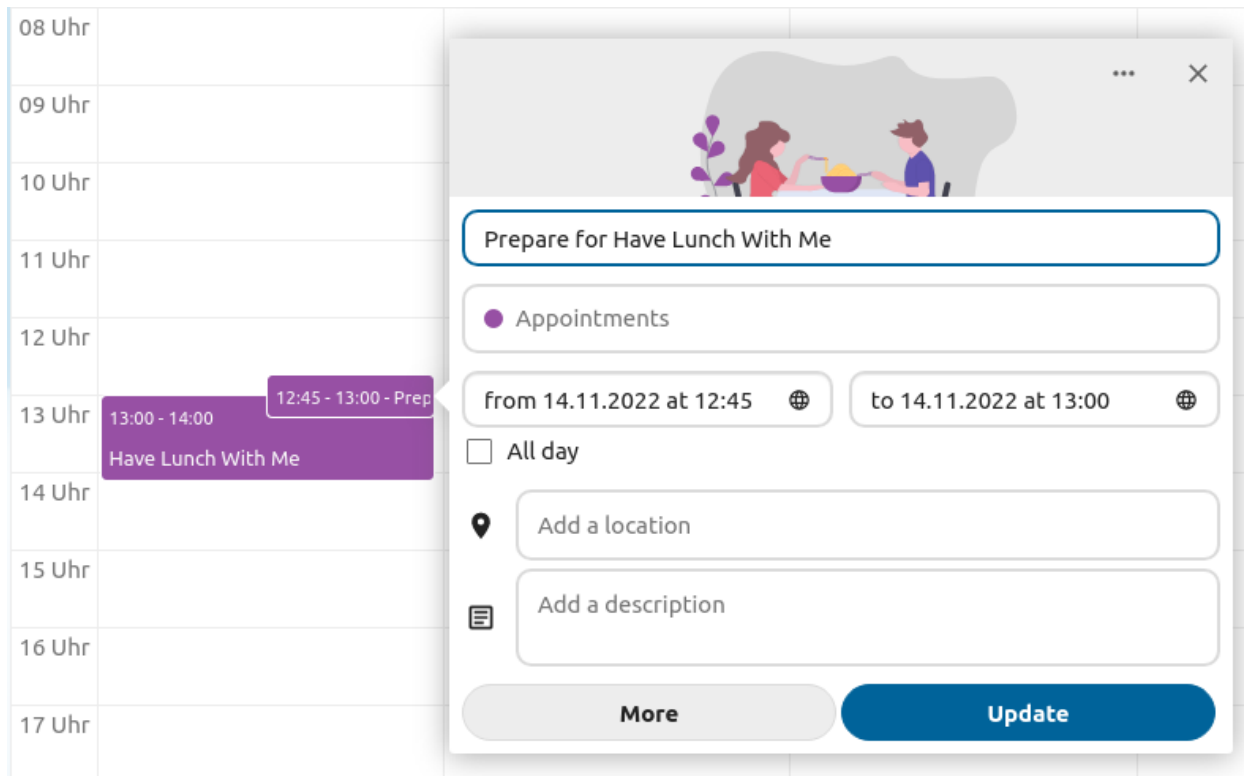 08 Uhr
09 Uhr
10 Uhr
11 Uhr
12 Uhr
13 Uhr
14 Uhr
15 Uhr
16 Uhr
17 Uhr
12:45 - 13:00 - Prep
13:00 - 14:00
Have Lunch With Me
Prepare for Have Lunch With Me
Appointments
from 14.11.2022 at 12:45
to 14.11.2022 at 13:00
All day
Add a location
Add a description
More
Update